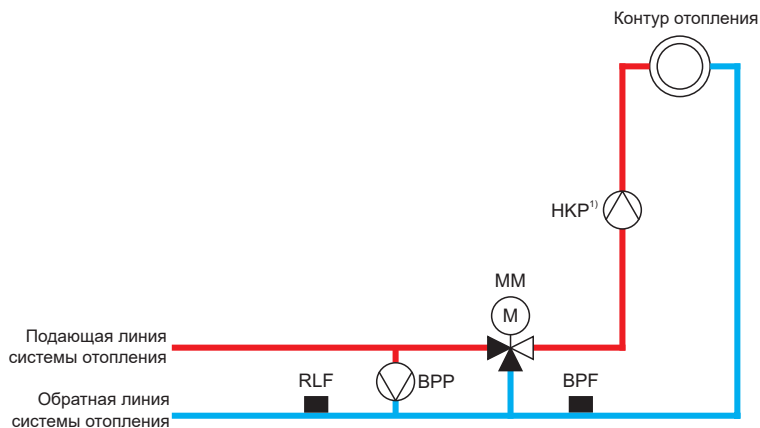 Контур отопления
HKP¹⁾
MM
M
Подающая линия
системы отопления
RLF
BPP
BPF
Обратная линия
системы отопления